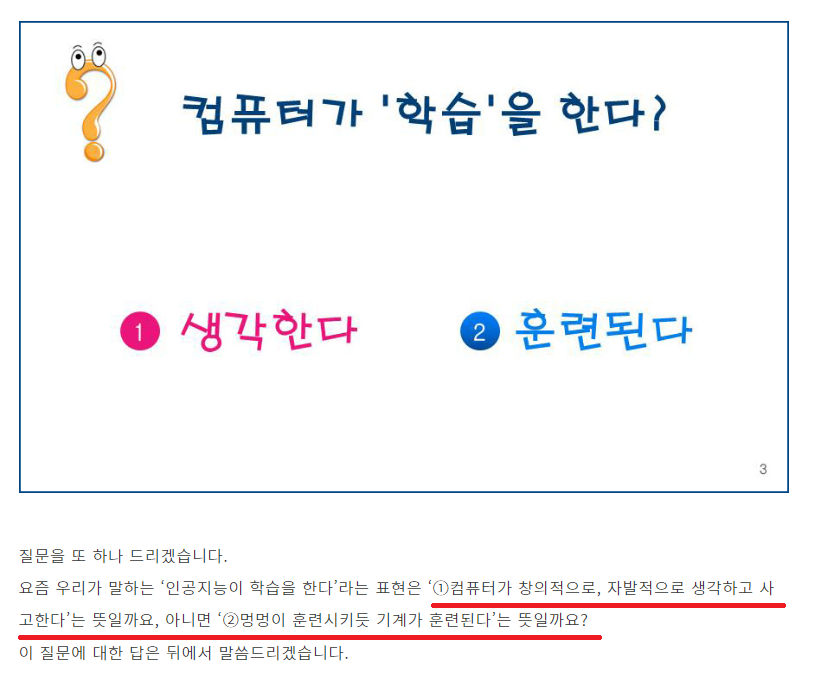 컴퓨터가 '학습'을 한다?
1 생각한다
2 훈련된다
3
질문을 또 하나 드리겠습니다.
요즘 우리가 말하는 ‘인공지능이 학습을 한다’라는 표현은 ‘①컴퓨터가 창의적으로, 자발적으로 생각하고 사
고한다’는 뜻일까요, 아니면 ‘②멍멍이 훈련시키듯 기계가 훈련된다’는 뜻일까요?
이 질문에 대한 답은 뒤에서 말씀드리겠습니다.